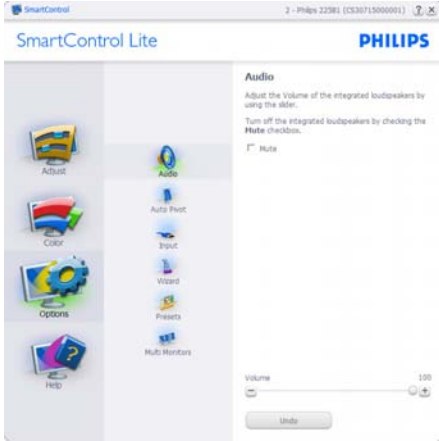 SmartControl
2 - Philips 225B1 (CS30715000001)
SmartControl Lite
PHILIPS
Audio
Adjust the Volume of the integrated loudspeakers by
using the slider.
Turn off the integrated loudspeakers by checking the
Mute checkbox.
Mute
Adjust
Color
Options
Help
Audio
Auto Pivot
Input
Wizard
Presets
Multi Monitors
Volume
100
Undo